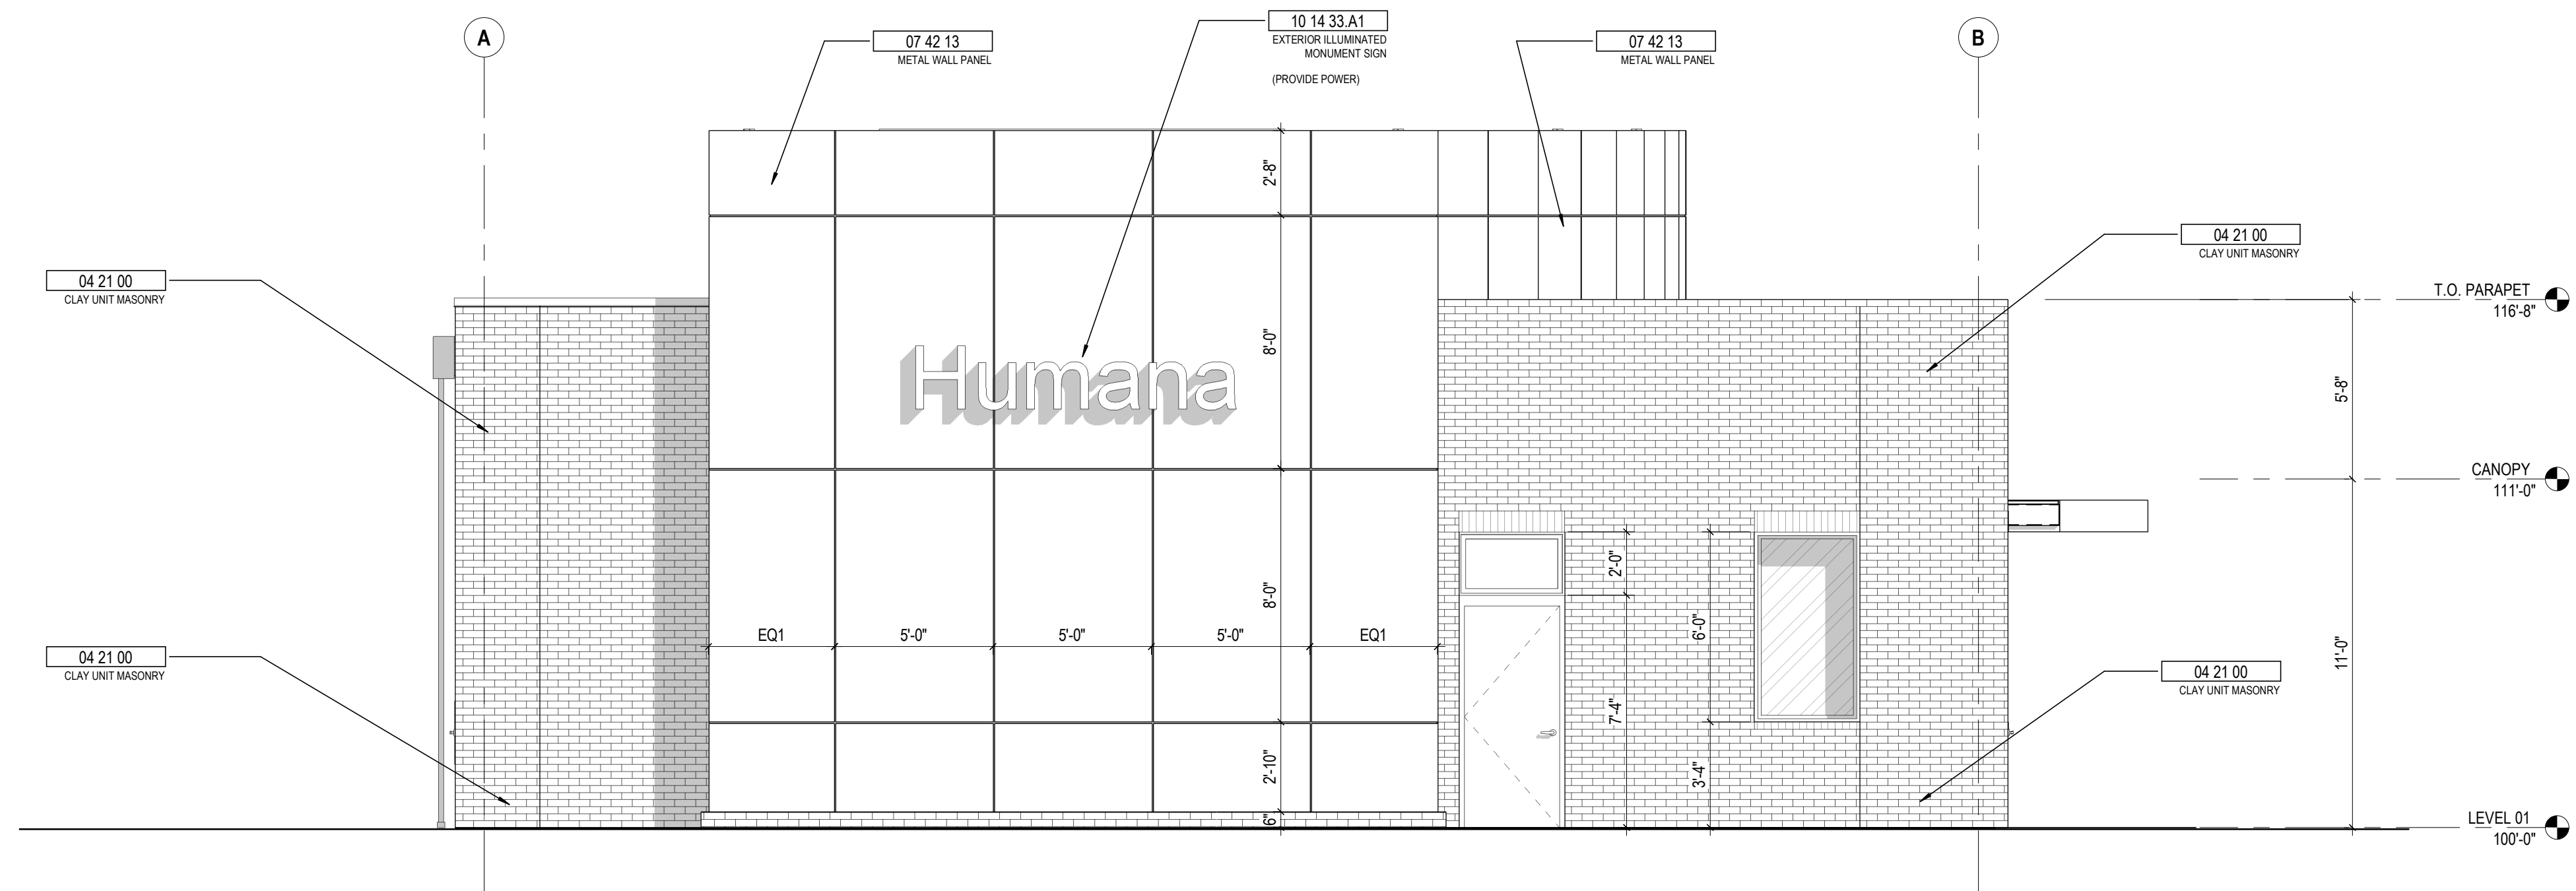 A
07 42 13
METAL WALL PANEL
10 14 33.A1
EXTERIOR ILLUMINATED
MONUMENT SIGN
(PROVIDE POWER)
07 42 13
METAL WALL PANEL
B
2'-8"
04 21 00
CLAY UNIT MASONRY
04 21 00
CLAY UNIT MASONRY
T.O. PARAPET
116'-8"
8'-0"
Humana
5'-8"
CANOPY
111'-0"
2'-0"
8'-0"
6'-0"
EQ1
5'-0"
5'-0"
5'-0"
EQ1
11'-0"
04 21 00
CLAY UNIT MASONRY
04 21 00
CLAY UNIT MASONRY
7'-4"
2'-10"
3'-4"
6"
LEVEL 01
100'-0"